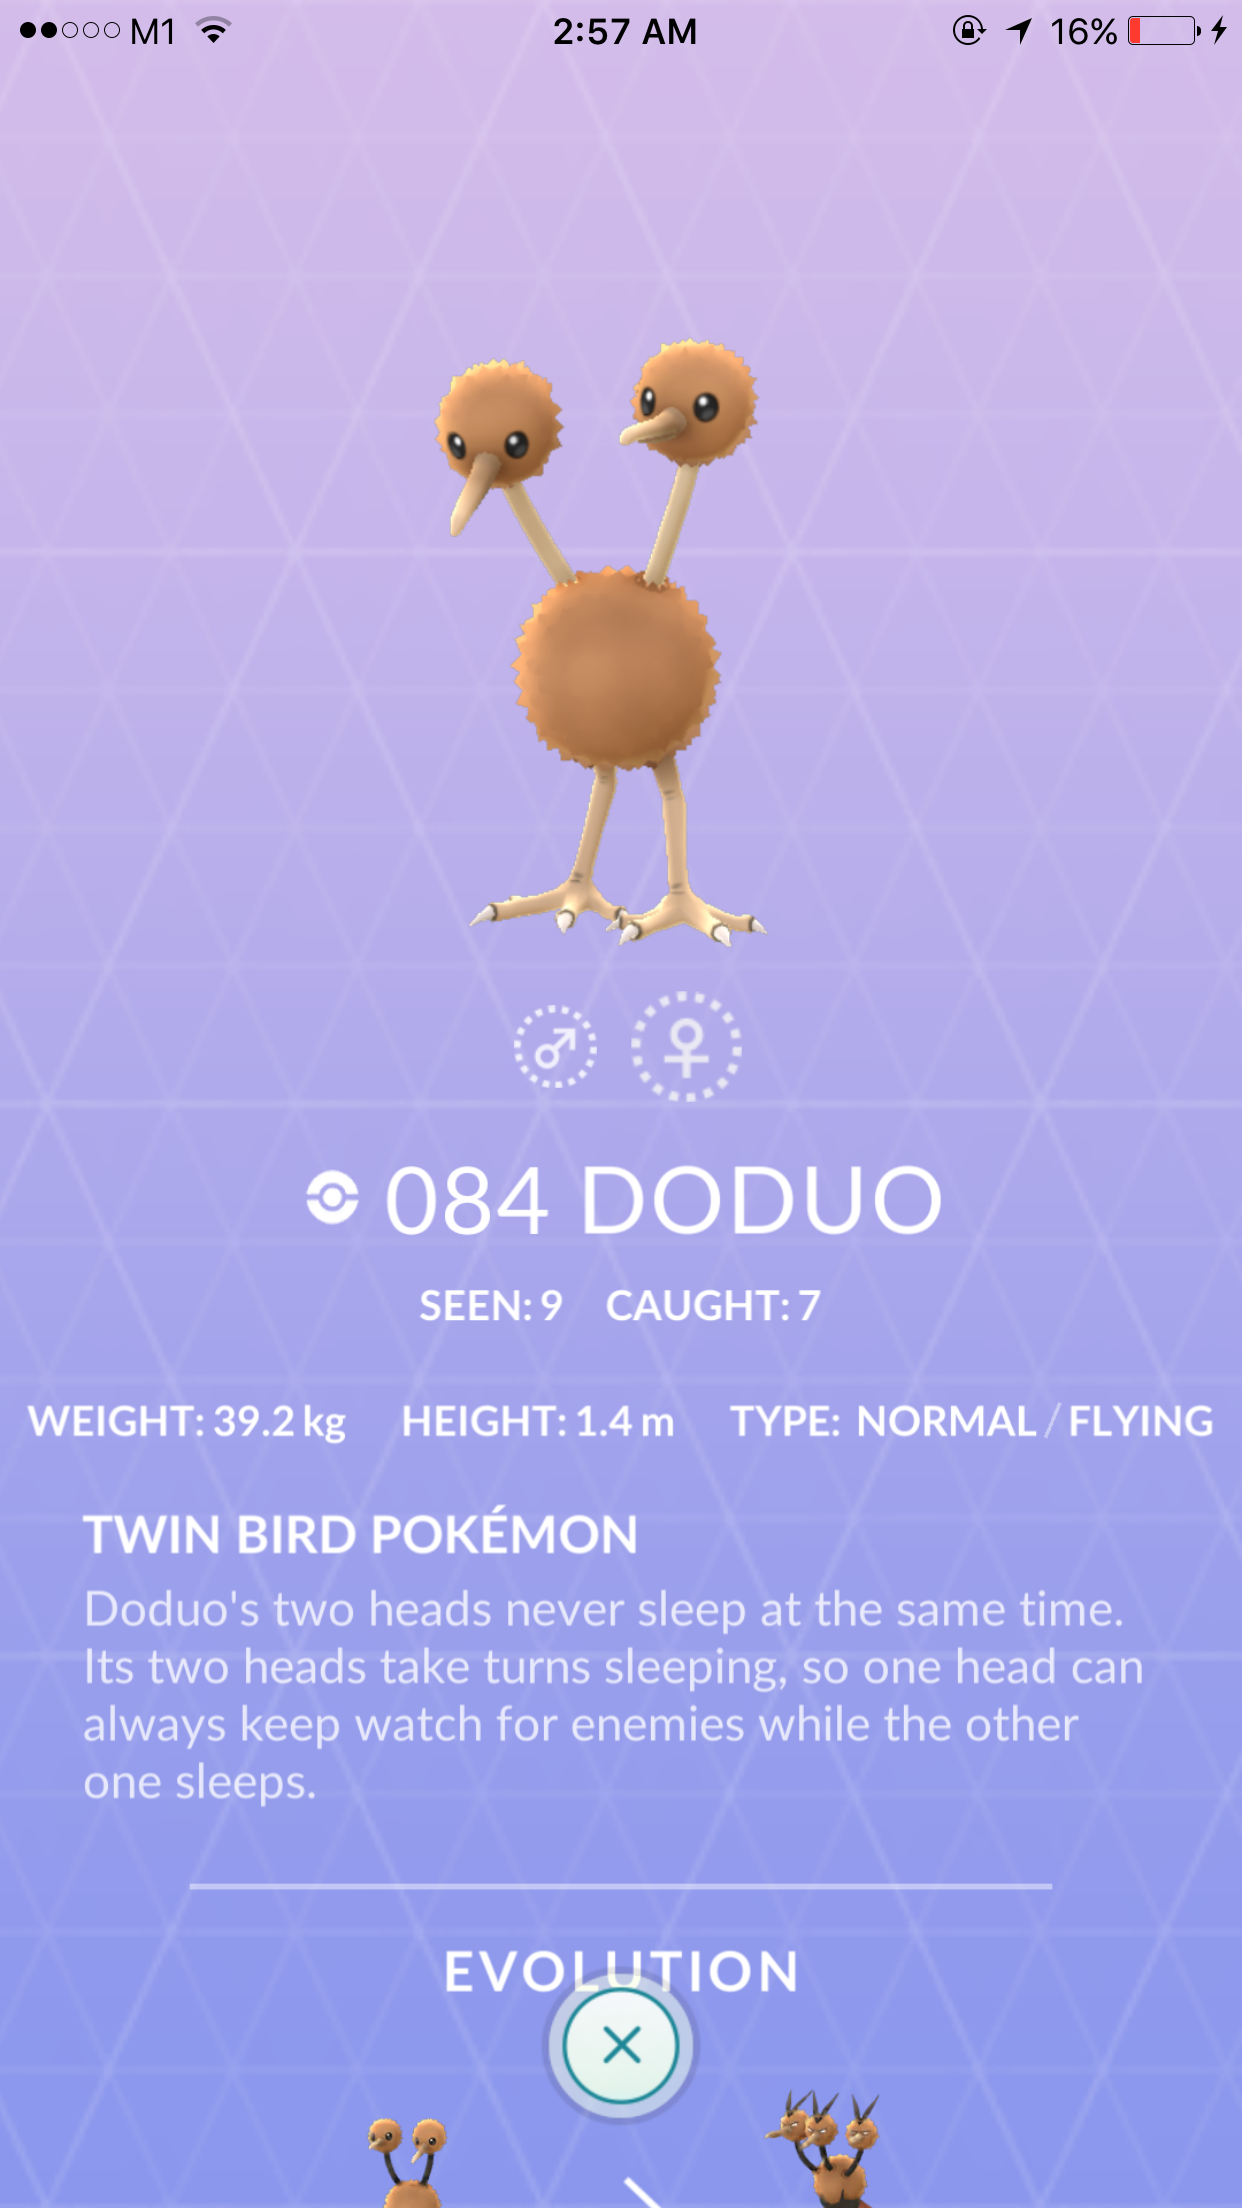 M1 2:57 AM 16%
084 DODUO
SEEN: 9 CAUGHT: 7
WEIGHT: 39.2 kg HEIGHT: 1.4 m TYPE: NORMAL / FLYING
TWIN BIRD POKÉMON
Doduo's two heads never sleep at the same time.
Its two heads take turns sleeping, so one head can
always keep watch for enemies while the other
one sleeps.
EVOLUTION